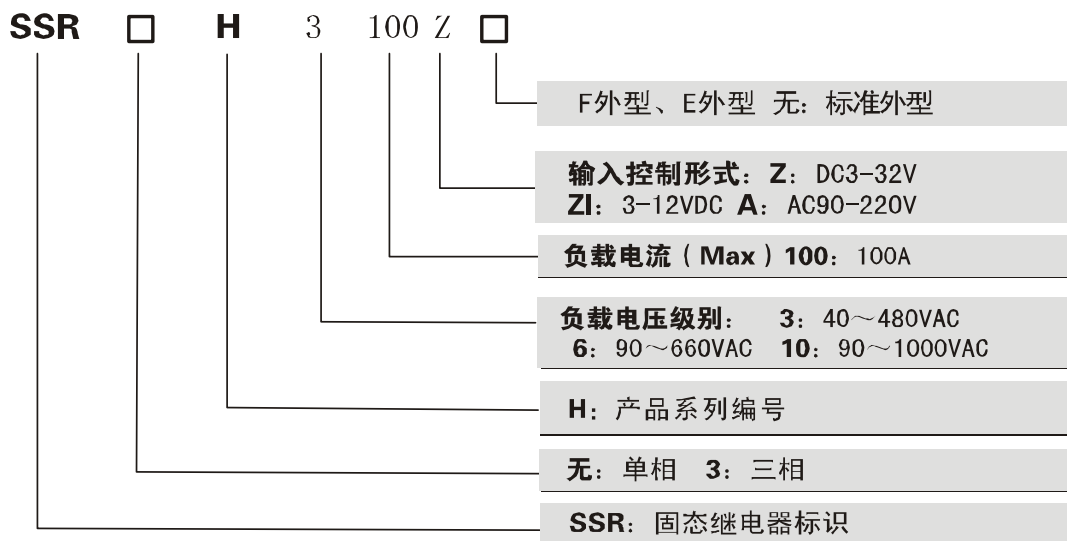 SSR □ H 3 100 Z □
F外型、E外型 无：标准外型
输入控制形式：Z：DC3-32V
ZI：3-12VDC A：AC90-220V
负载电流（Max）100：100A
负载电压级别： 3：40～480VAC
6：90～660VAC 10：90～1000VAC
H：产品系列编号
无：单相 3：三相
SSR：固态继电器标识